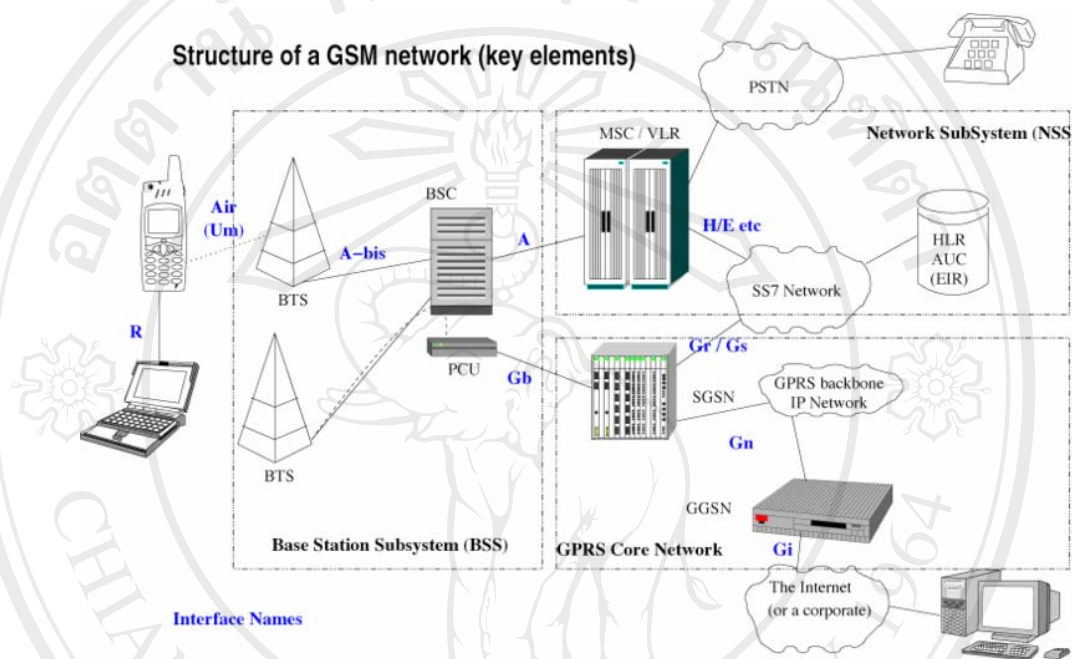 Structure of a GSM network (key elements)
PSTN
MSC / VLR
Network SubSystem (NSS
BSC
Air
(Um)
A-bis
A
H/E etc
HLR
AUC
(EIR)
BTS
SS7 Network
R
PCU
Gb
Gr / Gs
SGSN
GPRS backbone
IP Network
Gn
BTS
GGSN
Base Station Subsystem (BSS)
GPRS Core Network
Gi
The Internet
(or a corporate)
Interface Names
1964